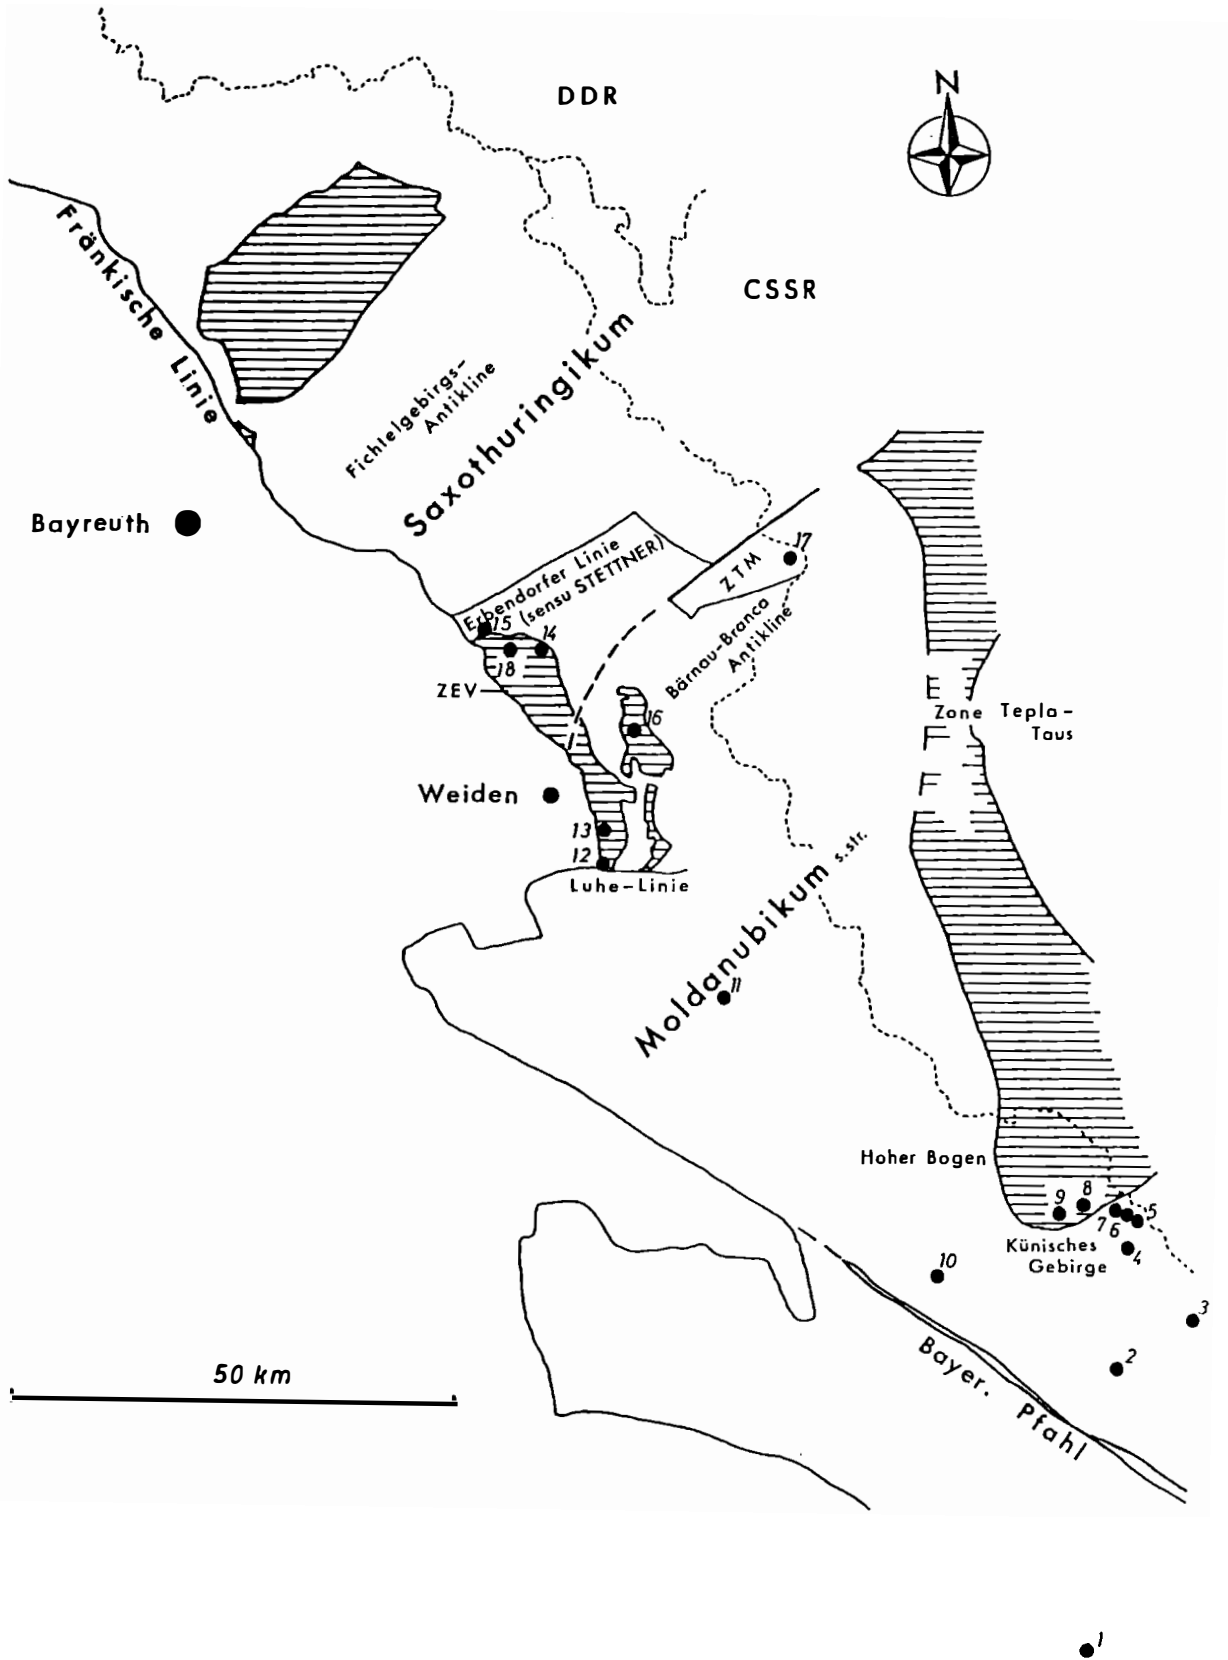 N
DDR
CSSR
Fränkische Linie
Fichtelgebirgs-
Antikline
Saxothuringikum
Bayreuth
Erbendorfer Linie
(sensu STETTNER)
ZTM
17
Bärnau-Branca
Antikline
15
14
18
ZEV
16
Zone Tepla-
Taus
Weiden
13
12
Luhe-Linie
Moldanubikum s.str.
11
Hoher Bogen
9
8
7
6
5
4
Künisches
Gebirge
10
3
2
Bayer. Pfahl
50 km
1